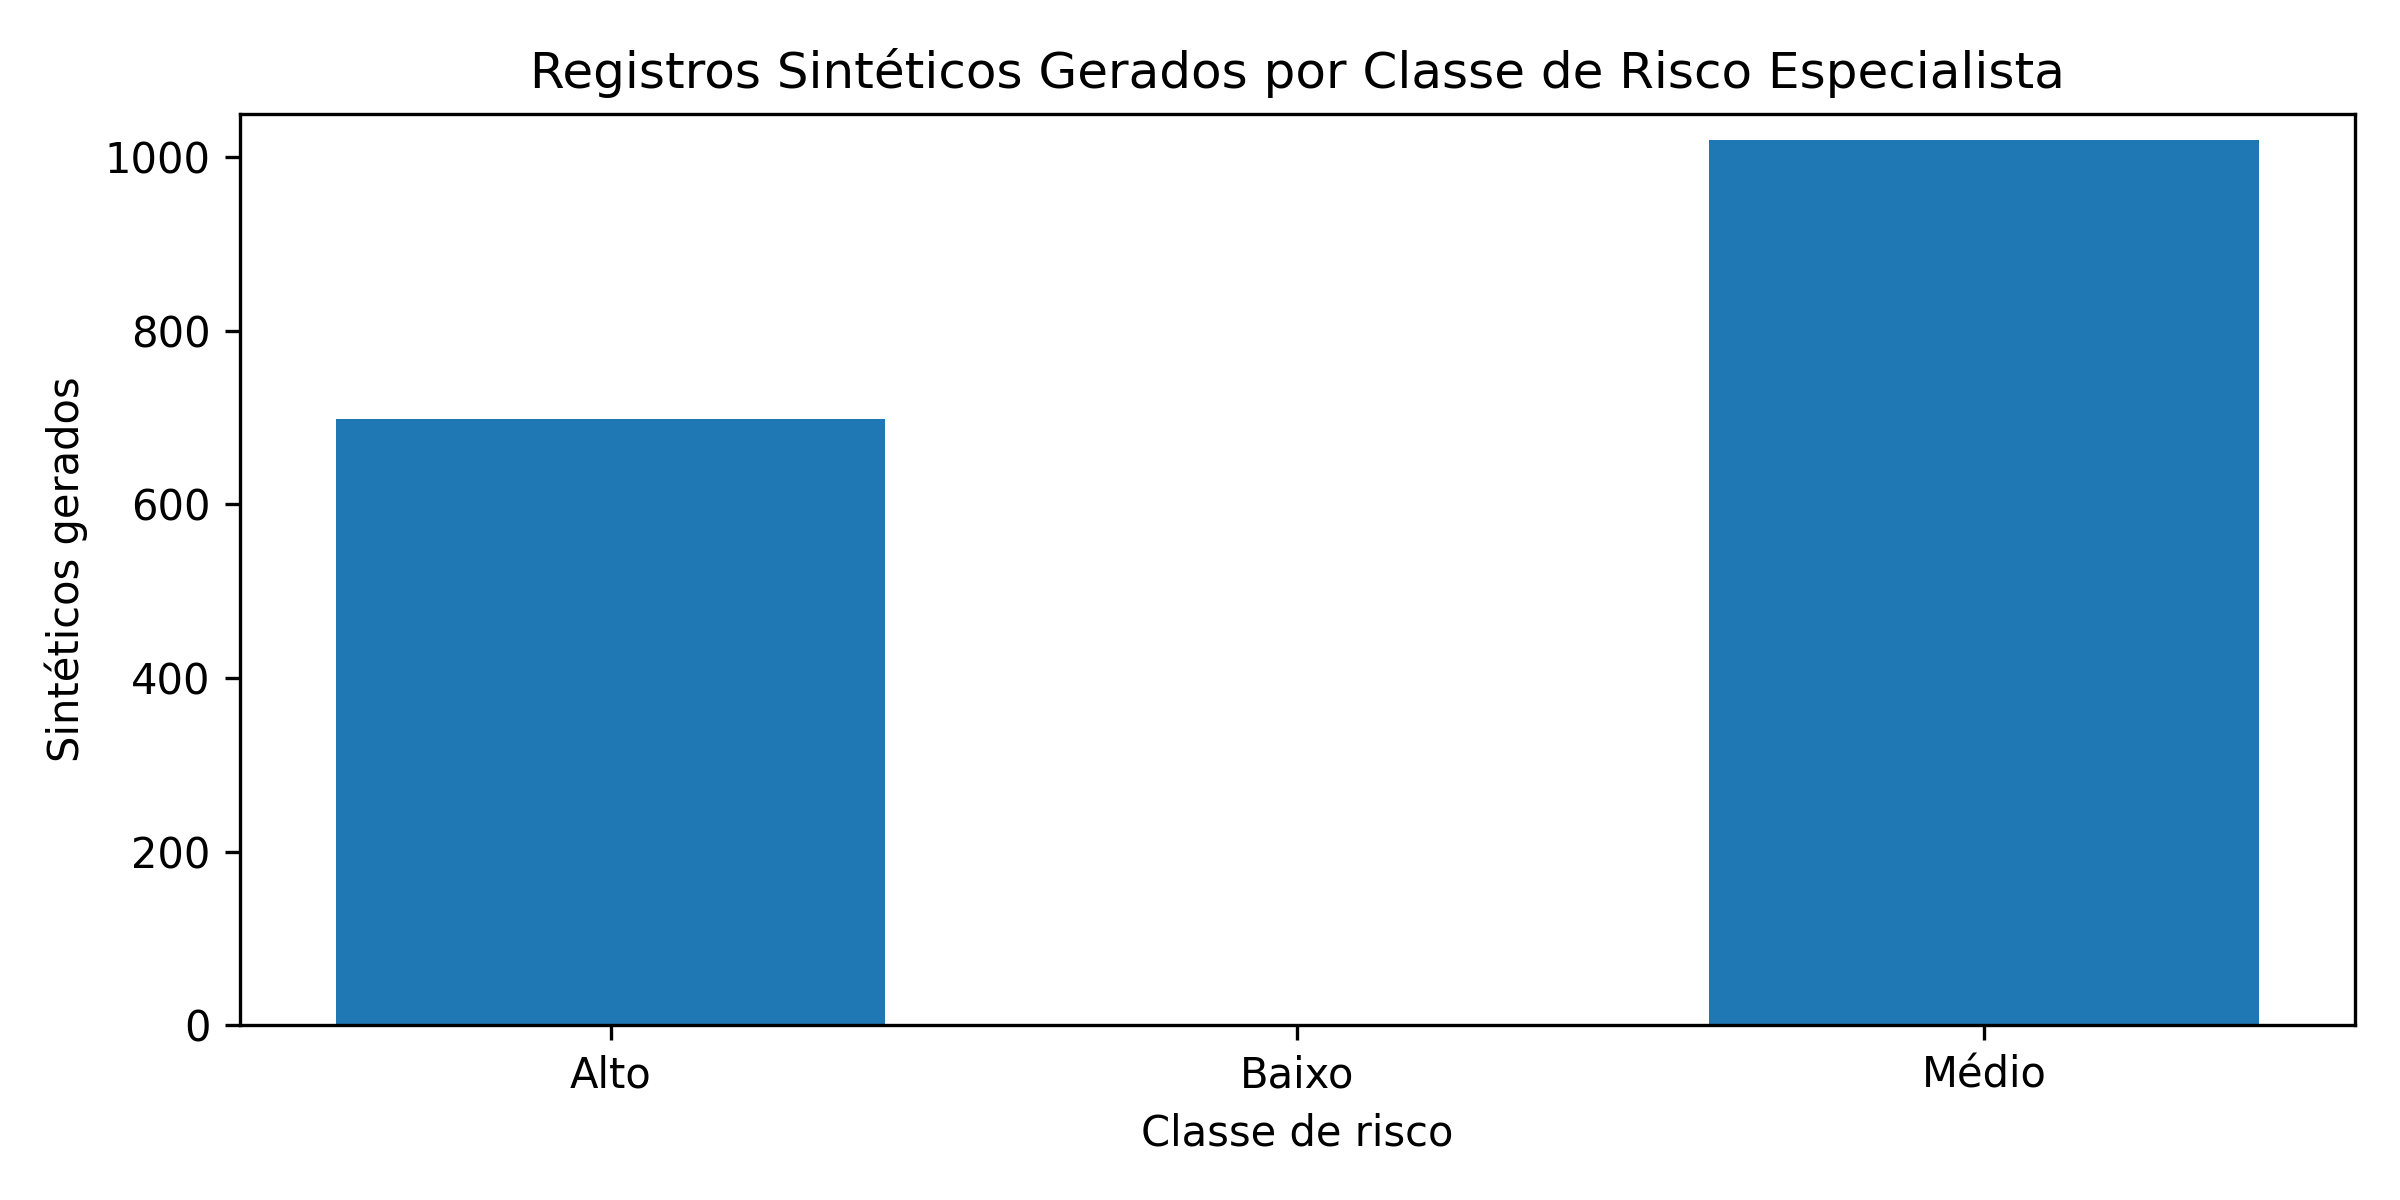 Registros Sintéticos Gerados por Classe de Risco Especialista
Sintéticos gerados
1000
800
600
400
200
0
Alto
Baixo
Médio
Classe de risco